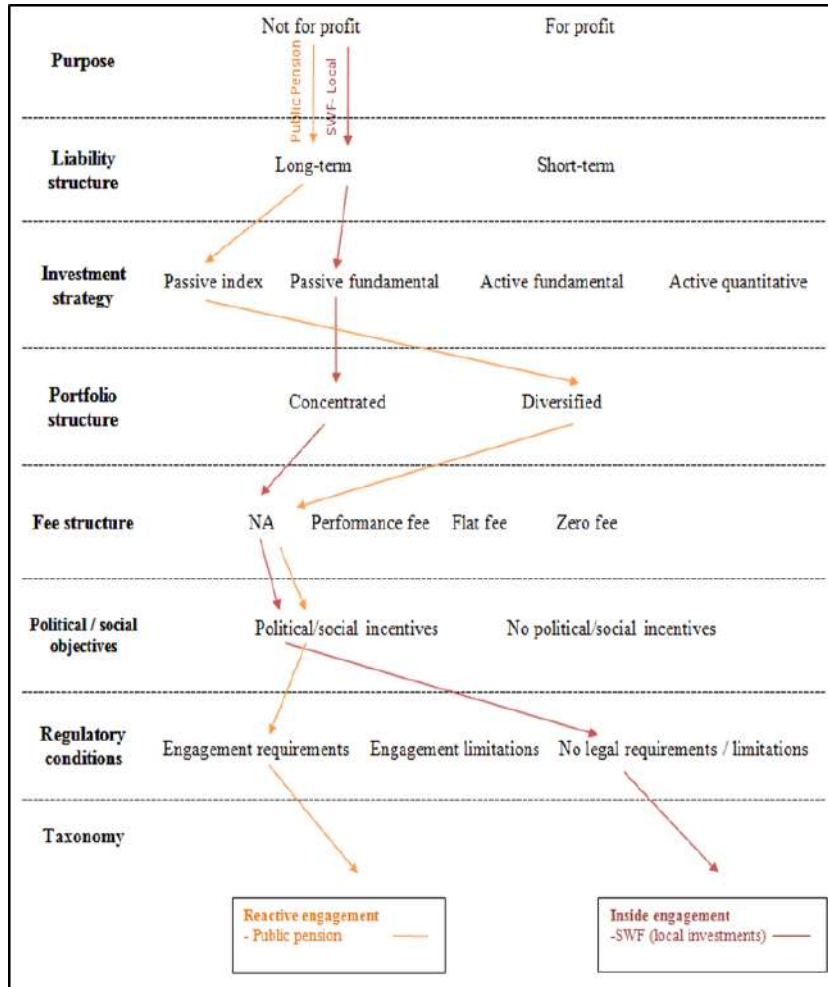 Not for profit For profit
Purpose
Public Pension
SWF- Local
Liability
structure
Long-term Short-term
Investment
strategy
Passive index Passive fundamental Active fundamental Active quantitative
Portfolio
structure
Concentrated Diversified
Fee structure NA Performance fee Flat fee Zero fee
Political / social
objectives
Political/social incentives No political/social incentives
Regulatory
conditions
Engagement requirements Engagement limitations No legal requirements / limitations
Taxonomy
Reactive engagement
- Public pension
Inside engagement
-SWF (local investments)